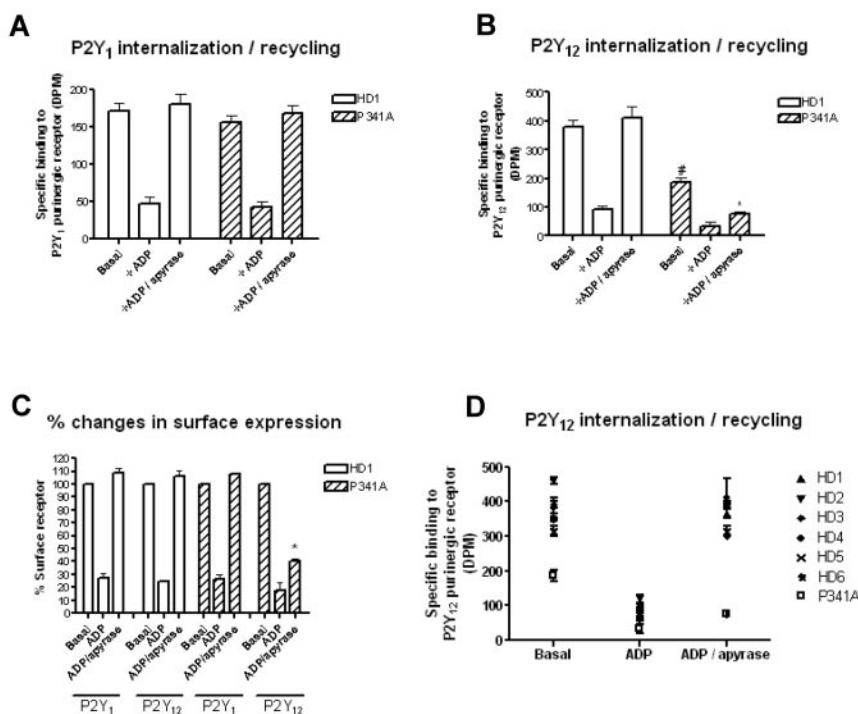 A
P2Y1 internalization / recycling
Specific binding to
P2Y1 purinergic receptor (DPM)
200
150
100
50
0
Basal
+ ADP
+ADP / apyrase
Basal
+ ADP
+ADP / apyrase
HD1
P341A
B
P2Y12 internalization / recycling
Specific binding to
P2Y12 purinergic receptor
(DPM)
500
400
300
200
100
0
#
*
Basal
+ ADP
+ADP / apyrase
Basal
+ ADP
+ADP / apyrase
HD1
P341A
C
% changes in surface expression
% Surface receptor
120
110
100
90
80
70
60
50
40
30
20
10
0
*
Basal
ADP
ADP/apyrase
Basal
ADP
ADP/apyrase
Basal
ADP
ADP/apyrase
Basal
ADP
ADP/apyrase
P2Y1
P2Y12
P2Y1
P2Y12
HD1
P341A
D
P2Y12 internalization / recycling
Specific binding to
P2Y12 purinergic receptor
(DPM)
500
400
300
200
100
0
Basal
ADP
ADP / apyrase
HD1
HD2
HD3
HD4
HD5
HD6
P341A